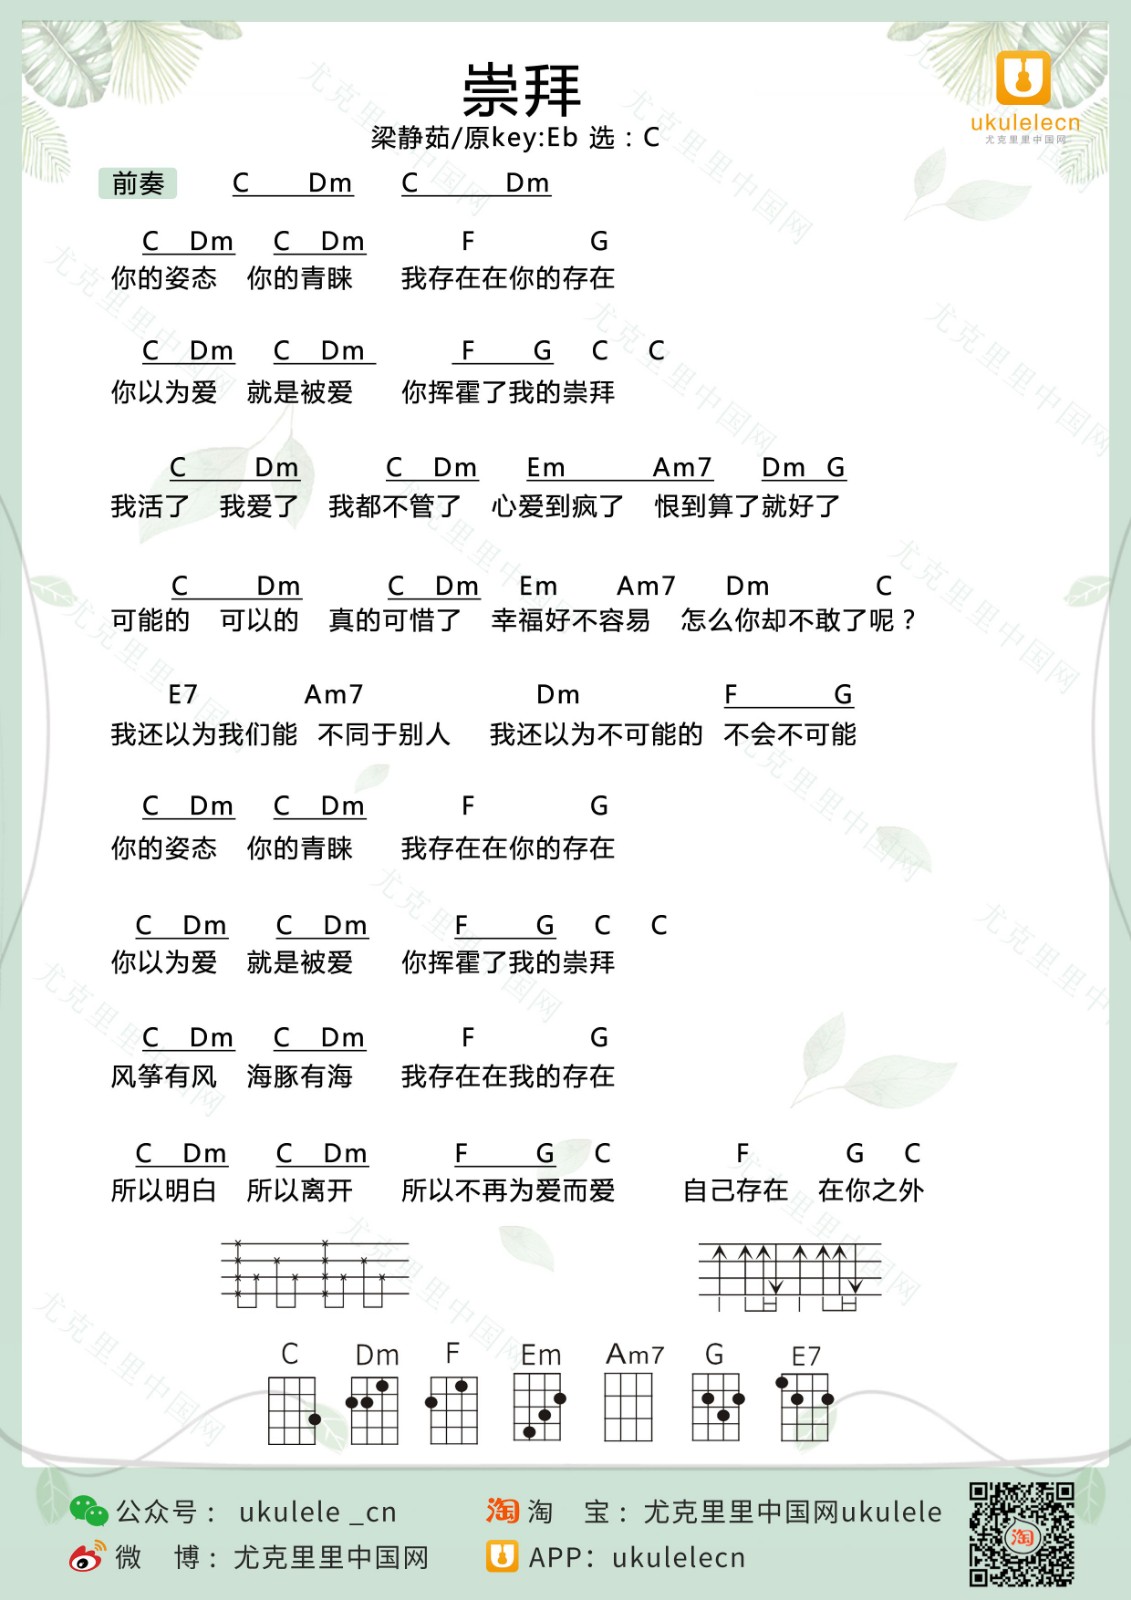 崇拜
梁静茹/原key:Eb 选：C
ukulelecn
尤克里里中国网
前奏 C Dm C Dm
C Dm C Dm F G
你的姿态 你的青睐 我存在在你的存在
C Dm C Dm F G C C
你以为爱 就是被爱 你挥霍了我的崇拜
C Dm C Dm Em Am7 Dm G
我活了 我爱了 我都不管了 心爱到疯了 恨到算了就好了
C Dm C Dm Em Am7 Dm C
可能的 可以的 真的可惜了 幸福好不容易 怎么你却不敢了呢？
E7 Am7 Dm F G
我还以为我们能 不同于别人 我还以为不可能的 不会不可能
C Dm C Dm F G
你的姿态 你的青睐 我存在在你的存在
C Dm C Dm F G C C
你以为爱 就是被爱 你挥霍了我的崇拜
C Dm C Dm F G
风筝有风 海豚有海 我存在在我的存在
C Dm C Dm F G C F G C
所以明白 所以离开 所以不再为爱而爱 自己存在 在你之外
C Dm F Em Am7 G E7
公众号： ukulele _cn 淘 淘 宝：尤克里里中国网ukulele
微 博：尤克里里中国网 APP：ukulelecn
淘